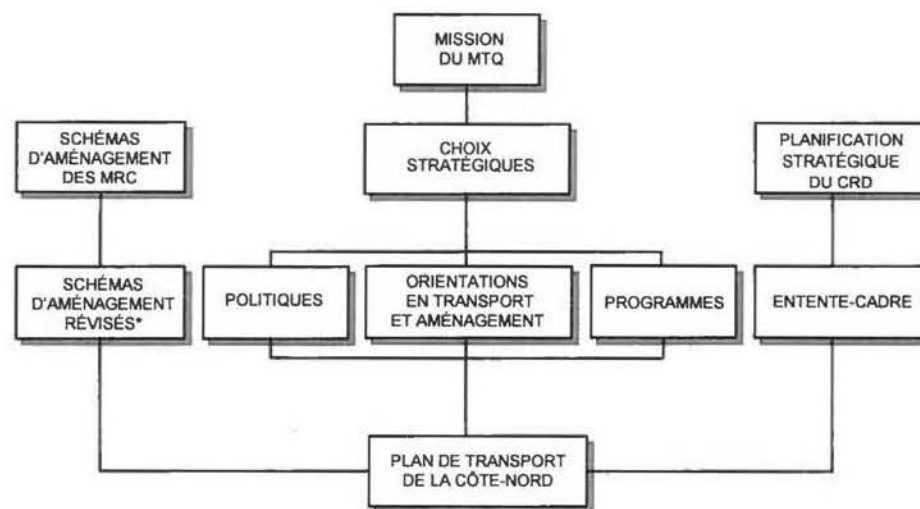 MISSION
DU MTQ
SCHÉMAS
D'AMÉNAGEMENT
DES MRC
CHOIX
STRATÉGIQUES
PLANIFICATION
STRATÉGIQUE
DU CRD
SCHÉMAS
D'AMÉNAGEMENT
RÉVISÉS*
POLITIQUES
ORIENTATIONS
EN TRANSPORT
ET AMÉNAGEMENT
PROGRAMMES
ENTENTE-CADRE
PLAN DE TRANSPORT
DE LA CÔTE-NORD